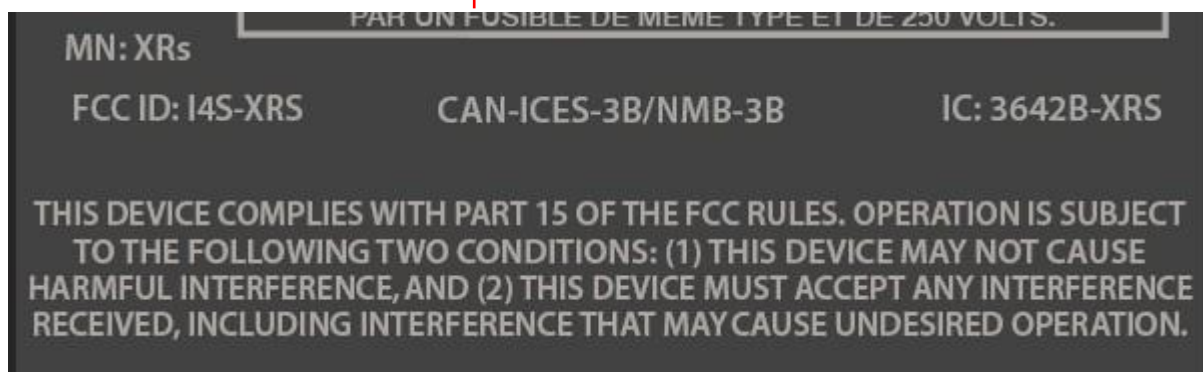 PAR UN FUSIBLE DE MEME TYPE ET DE 250 VOLTS.
MN: XRs
FCC ID: I4S-XRS CAN-ICES-3B/NMB-3B IC: 3642B-XRS
THIS DEVICE COMPLIES WITH PART 15 OF THE FCC RULES. OPERATION IS SUBJECT
TO THE FOLLOWING TWO CONDITIONS: (1) THIS DEVICE MAY NOT CAUSE
HARMFUL INTERFERENCE, AND (2) THIS DEVICE MUST ACCEPT ANY INTERFERENCE
RECEIVED, INCLUDING INTERFERENCE THAT MAY CAUSE UNDESIRED OPERATION.